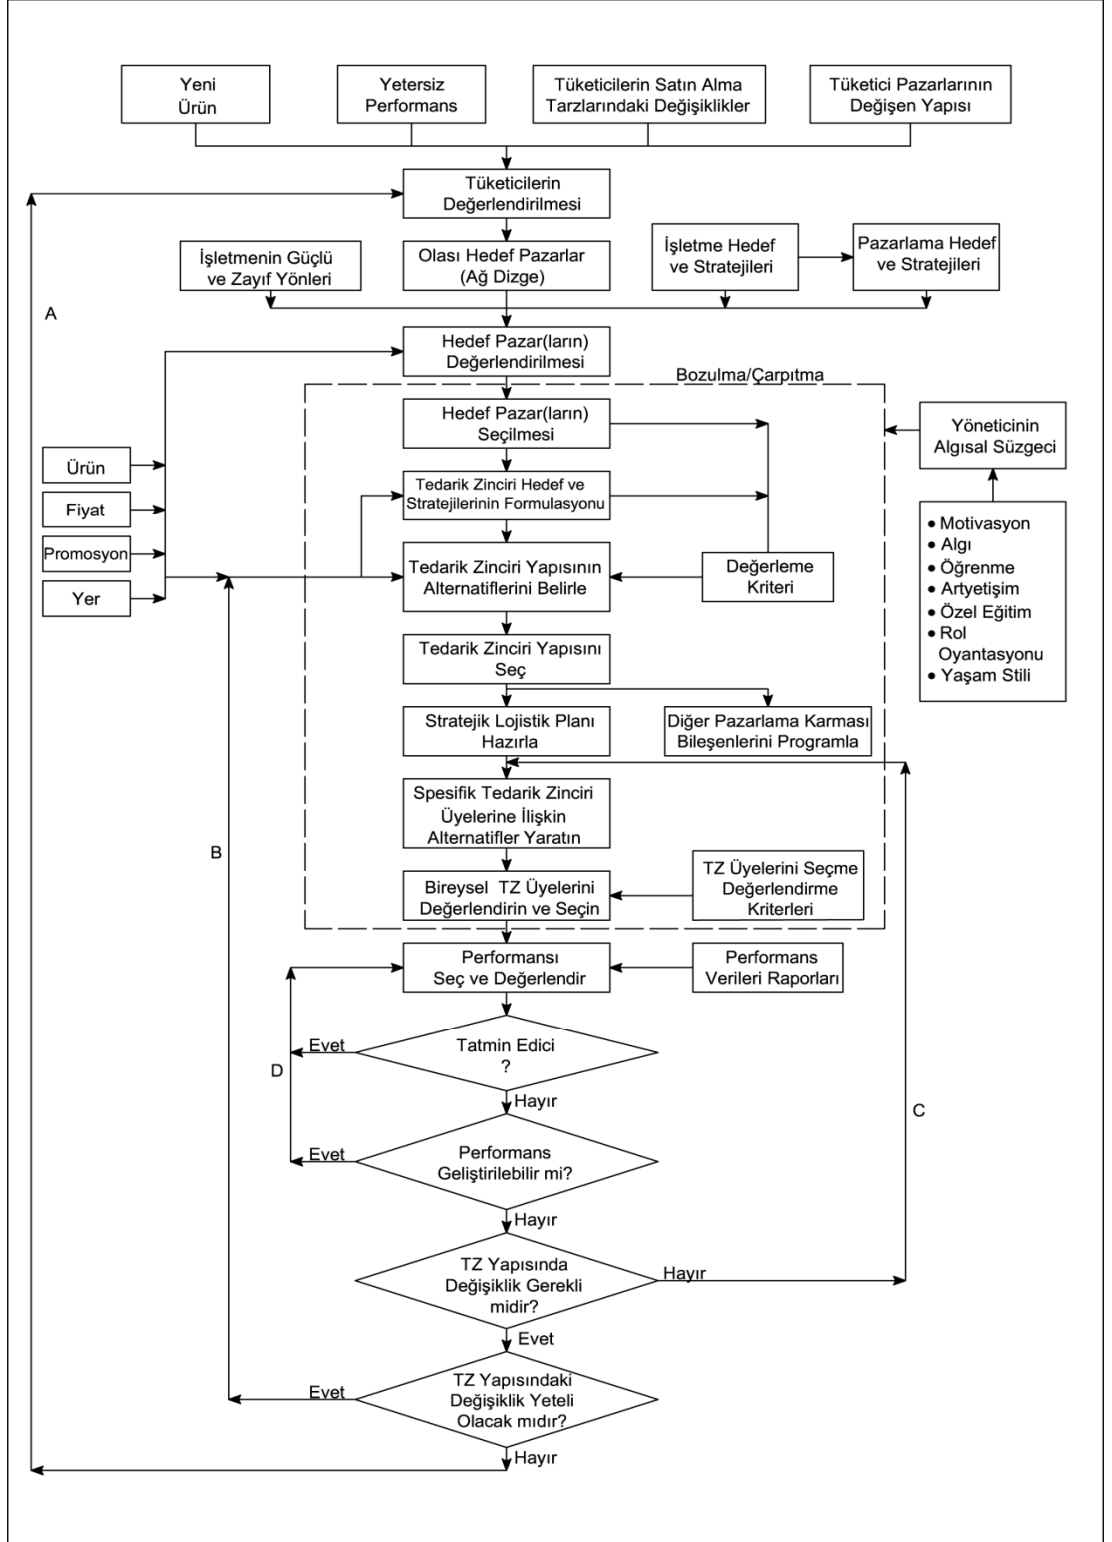 Yeni
Ürün
Yetersiz
Performans
Tüketicilerin Satın Alma
Tarzlarındaki Değişiklikler
Tüketici Pazarlarının
Değişen Yapısı
Tüketicilerin
Değerlendirilmesi
İşletmenin Güçlü
ve Zayıf Yönleri
Olası Hedef Pazarlar
(Ağ Dizge)
İşletme Hedef
ve Stratejileri
Pazarlama Hedef
ve Stratejileri
A
Hedef Pazar(ların)
Değerlendirilmesi
Bozulma/Çarpıtma
Hedef Pazar(ların)
Seçilmesi
Yöneticinin
Algısal Süzgeci
Ürün
Fiyat
Promosyon
Yer
Tedarik Zinciri Hedef ve
Stratejilerinin Formulasyonu
Tedarik Zinciri Yapısının
Alternatiflerini Belirle
Değerleme
Kriteri
● Motivasyon
● Algı
● Öğrenme
● Artyetişim
● Özel Eğitim
● Rol
Oyantasyonu
● Yaşam Stili
Tedarik Zinciri Yapısını
Seç
Stratejik Lojistik Planı
Hazırla
Diğer Pazarlama Karması
Bileşenlerini Programla
Spesifik Tedarik Zinciri
Üyelerine İlişkin
Alternatifler Yaratın
B
Bireysel TZ Üyelerini
Değerlendirin ve Seçin
TZ Üyelerini Seçme
Değerlendirme
Kriterleri
Performansı
Seç ve Değerlendir
Performans
Verileri Raporları
Evet
Tatmin Edici
?
D
Hayır
C
Evet
Performans
Geliştirilebilir mi?
Hayır
TZ Yapısında
Değişiklik Gerekli
midir?
Hayır
Evet
Evet
TZ Yapısındaki
Değişiklik Yeteli
Olacak mıdır?
Hayır